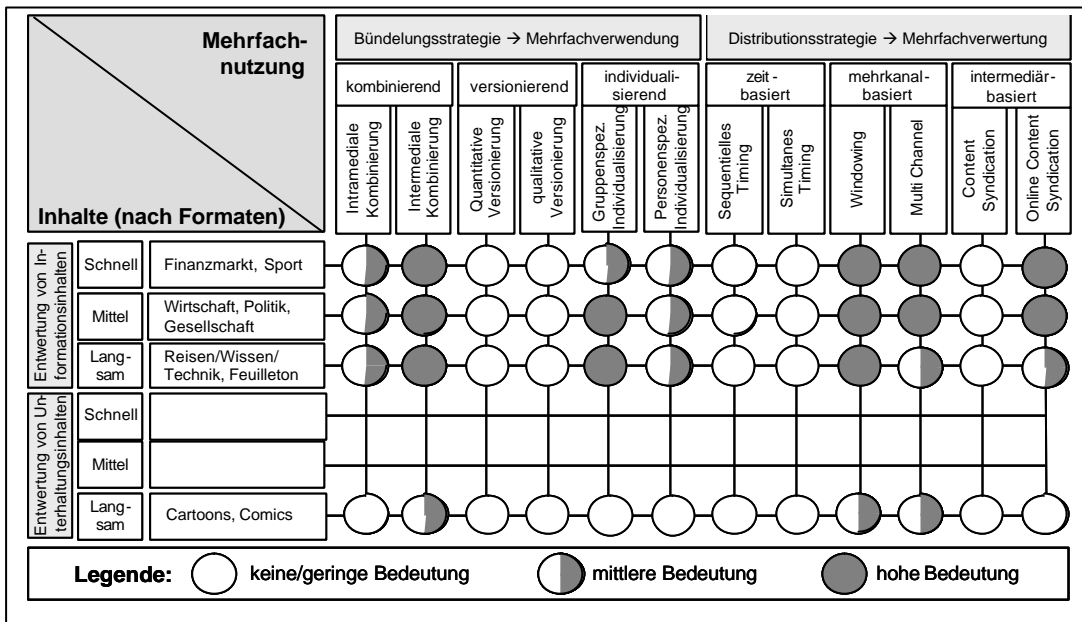 Mehrfach-
nutzung
Inhalte (nach Formaten)
Bündelungsstrategie → Mehrfachverwendung
Distributionsstrategie → Mehrfachverwertung
kombinierend
versionierend
individuali-
sierend
zeit-
basiert
mehrkanal-
basiert
intermediär-
basiert
Intramediale
Kombinierung
Intermediale
Kombinierung
Quantitative
Versionierung
qualitative
Versionierung
Gruppenspez.
Individualisierung
Personenspez.
Individualisierung
Sequentielles
Timing
Simultanes
Timing
Windowing
Multi Channel
Content
Syndication
Online Content
Syndication
Entwertung von In-
formationsinhalten
Schnell
Finanzmarkt, Sport
Mittel
Wirtschaft, Politik,
Gesellschaft
Lang-
sam
Reisen/Wissen/
Technik, Feuilleton
Entwertung von Un-
terhaltungsinhalten
Schnell
Mittel
Lang-
sam
Cartoons, Comics
Legende:
keine/geringe Bedeutung
mittlere Bedeutung
hohe Bedeutung